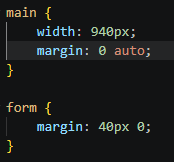 main {
    width: 940px;
    margin: 0 auto;
}

form {
    margin: 40px 0;
}